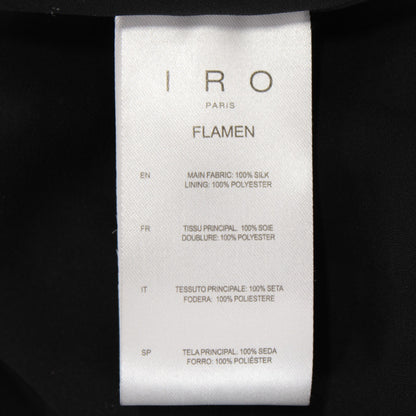 IRO
PARIS
FLAMEN
EN MAIN FABRIC: 100% SILK
LINING: 100% POLYESTER
FR TISSU PRINCIPAL: 100% SOIE
DOUBLURE: 100% POLYESTER
IT TESSUTO PRINCIPALE: 100% SETA
FODERA: 100% POLIESTERE
SP TELA PRINCIPAL: 100% SEDA
FORRO: 100% POLIÉSTER